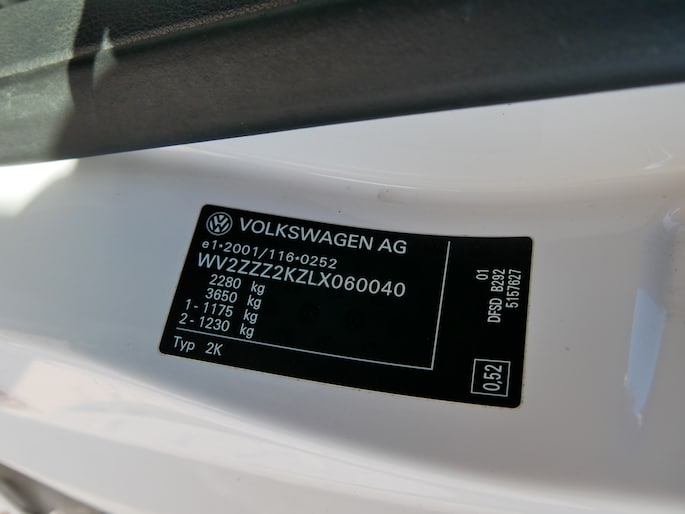 VOLKSWAGEN AG
e1*2001/116*0252
WV2ZZZ2KZLX060040
2280 kg
3650 kg
1 - 1175 kg
2 - 1230 kg
Typ 2K
01
DFSD B292
5157627
0,52